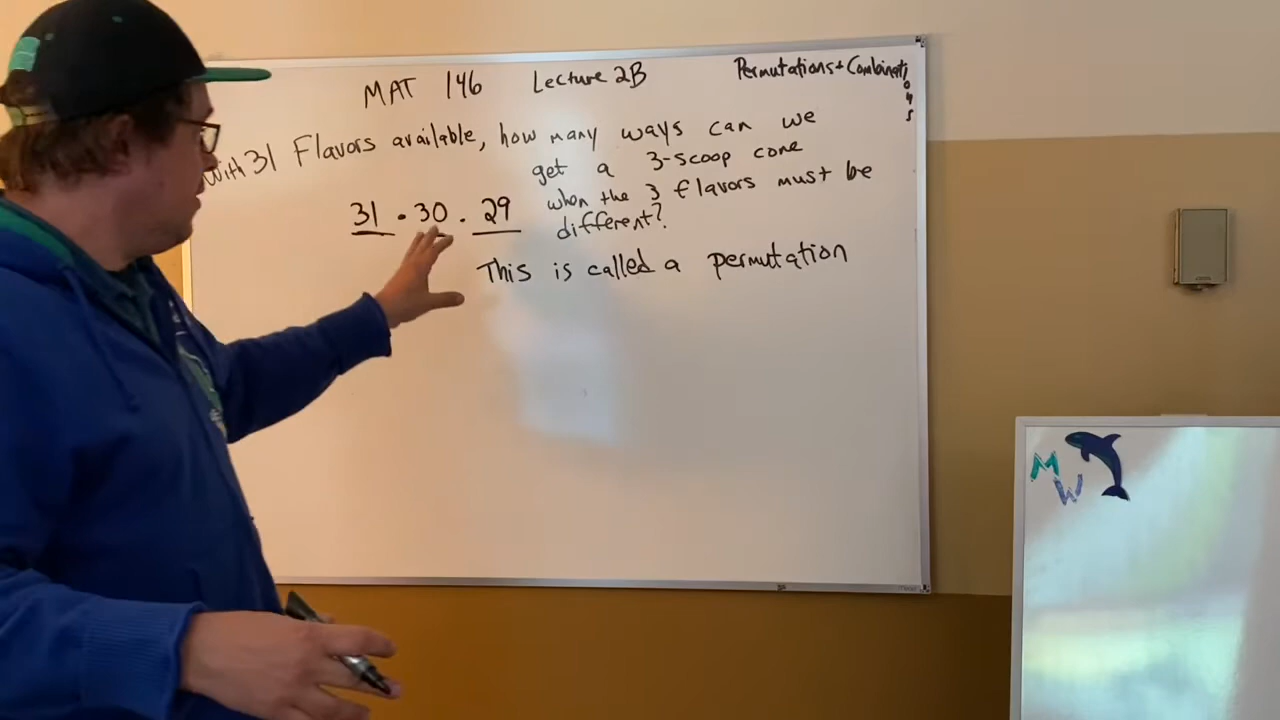 MAT 146 Lecture 2B Permutations + Combinations
With 31 Flavors available, how many ways can we
get a 3-scoop cone
when the 3 flavors must be
different?
31 · 30 · 29
This is called a permutation
M
W